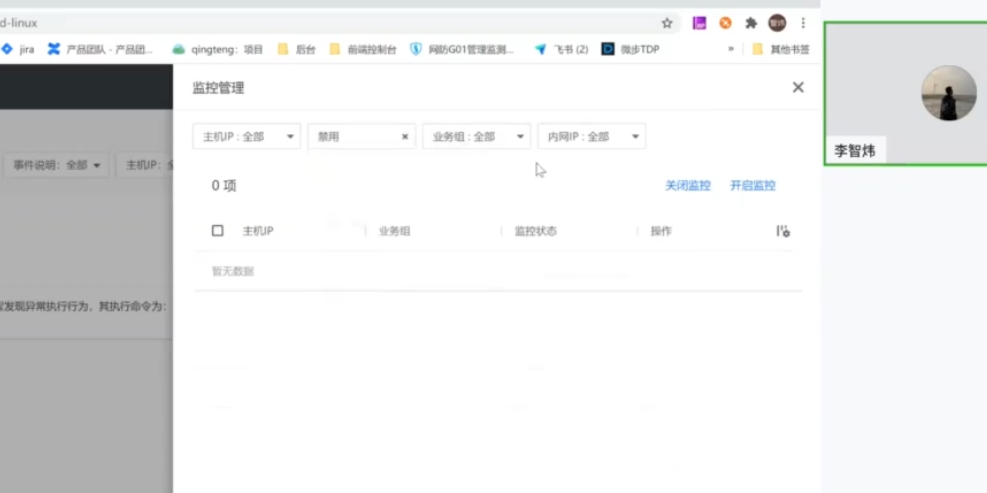 d-linux
jira 产品团队 - 产品团... qingteng: 项目 后台 前端控制台 网防G01管理监测... 飞书 (2) 微步TDP » 其他书签
监控管理
主机IP : 全部 禁用 业务组 : 全部 内网IP : 全部
李智炜
事件说明: 全部 主机IP:
0 项 关闭监控 开启监控
主机IP 业务组 监控状态 操作
暂无数据
发现异常执行行为, 其执行命令为: